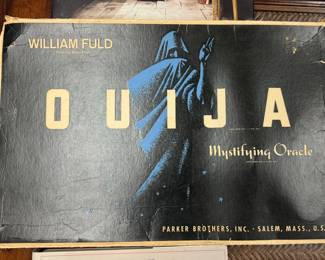 WILLIAM FULD
OUIJA
Mystifying Oracle
PARKER BROTHERS, INC. · SALEM, MASS., U.S.